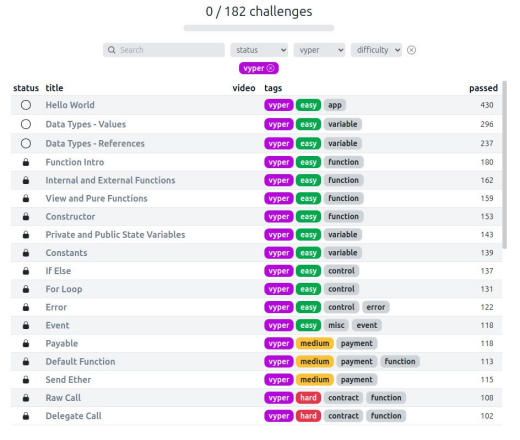 0 / 182 challenges
Search status vyper difficulty
vyper
status title video tags passed
Hello World vyper easy app 430
Data Types - Values vyper easy variable 296
Data Types - References vyper easy variable 237
Function Intro vyper easy function 180
Internal and External Functions vyper easy function 162
View and Pure Functions vyper easy function 159
Constructor vyper easy function 153
Private and Public State Variables vyper easy variable 143
Constants vyper easy variable 139
If Else vyper easy control 137
For Loop vyper easy control 131
Error vyper easy control error 122
Event vyper easy misc event 118
Payable vyper medium payment 118
Default Function vyper medium payment function 113
Send Ether vyper medium payment 115
Raw Call vyper hard contract function 108
Delegate Call vyper hard contract function 102